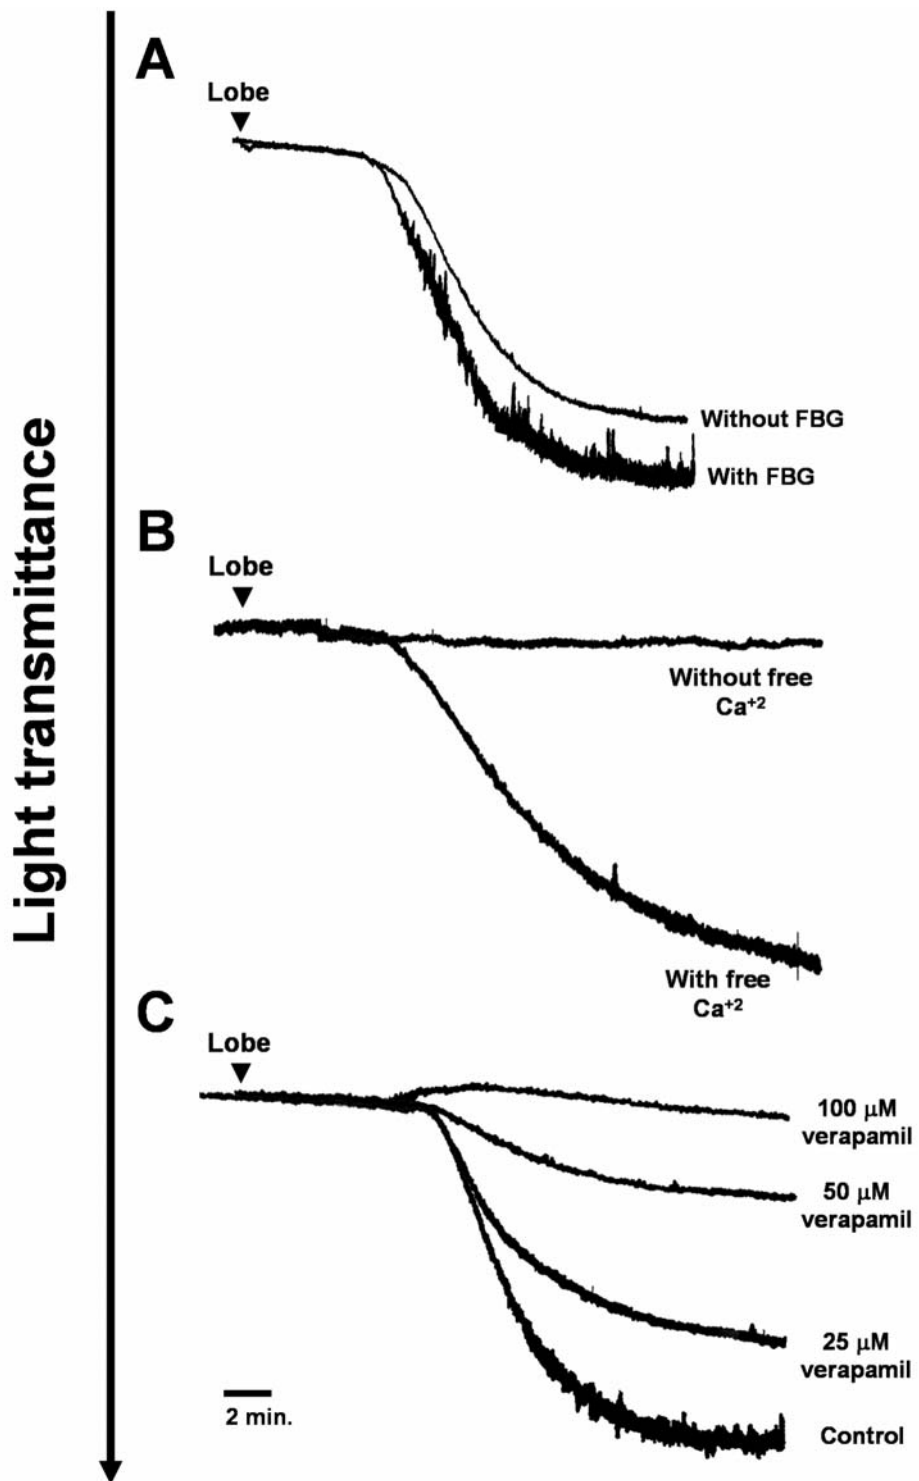 Light transmittance
A
Lobe
Without FBG
With FBG
B
Lobe
Without free
Ca+2
With free
Ca+2
C
Lobe
100 μM
verapamil
50 μM
verapamil
25 μM
verapamil
2 min.
Control